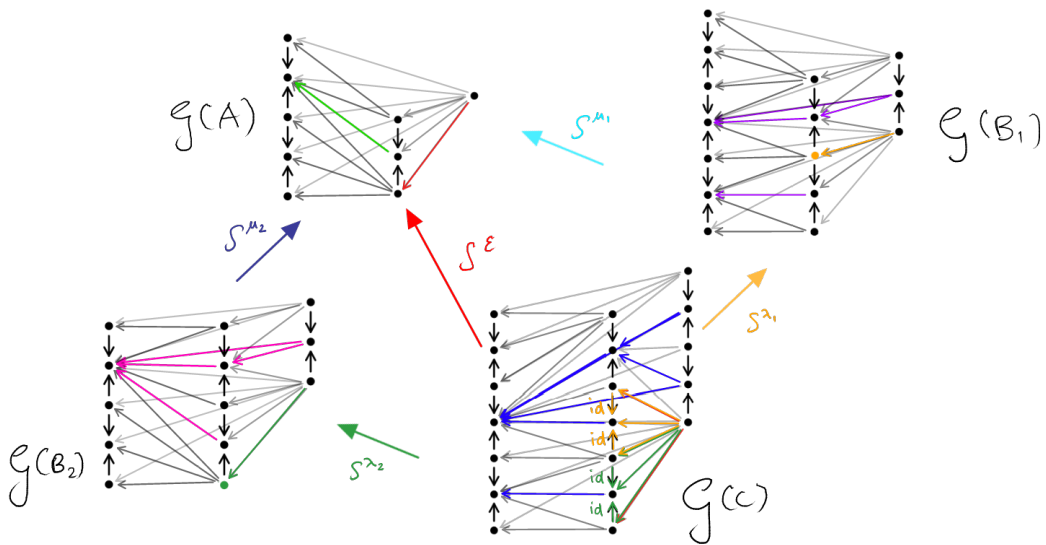 G(A)
S^μ₁
G(B₁)
S^μ₂
S^ε
S^λ₁
id
id
G(B₂)
S^λ₂
id
id
G(C)